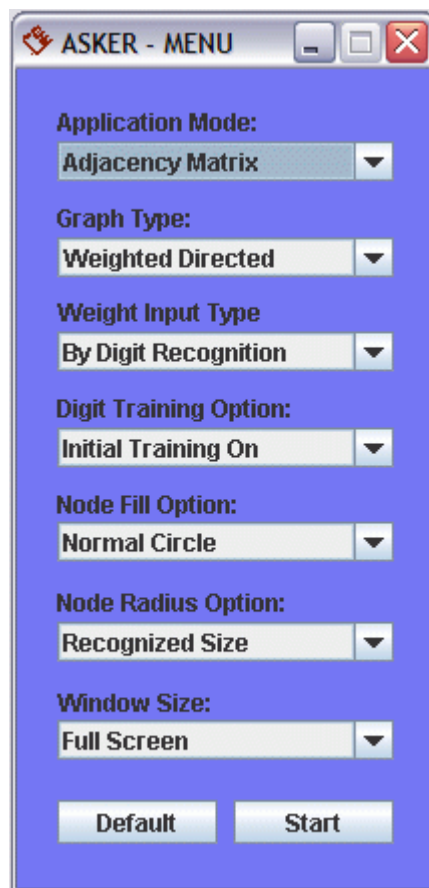 ASKER - MENU
Application Mode:
Adjacency Matrix
Graph Type:
Weighted Directed
Weight Input Type
By Digit Recognition
Digit Training Option:
Initial Training On
Node Fill Option:
Normal Circle
Node Radius Option:
Recognized Size
Window Size:
Full Screen
Default Start